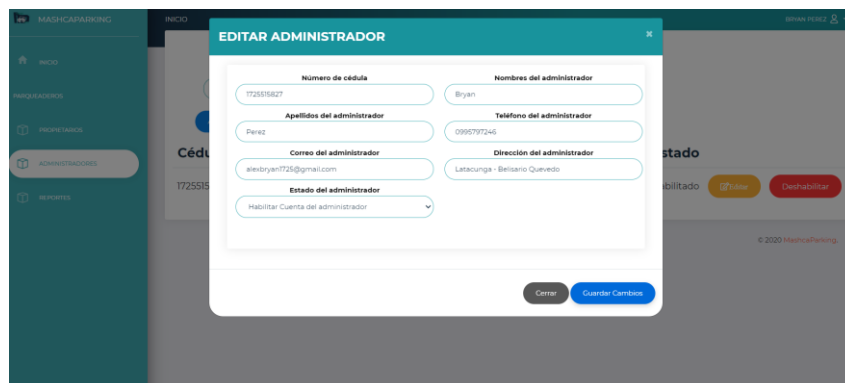 MASHCAPARKING
INICIO
BRYAN PEREZ
EDITAR ADMINISTRADOR
×
INICIO
PARQUEADEROS
PROPIETARIOS
ADMINISTRADORES
REPORTES
Número de cédula
Nombres del administrador
1725515827
Bryan
Apellidos del administrador
Teléfono del administrador
Perez
0995797246
Correo del administrador
Dirección del administrador
alexbryan1725@gmail.com
Latacunga - Belisario Quevedo
Estado del administrador
Habilitar Cuenta del administrador
Cédu
stado
1725515
abilitado
Editar
Deshabilitar
© 2020 MashcaParking.
Cerrar
Guardar Cambios